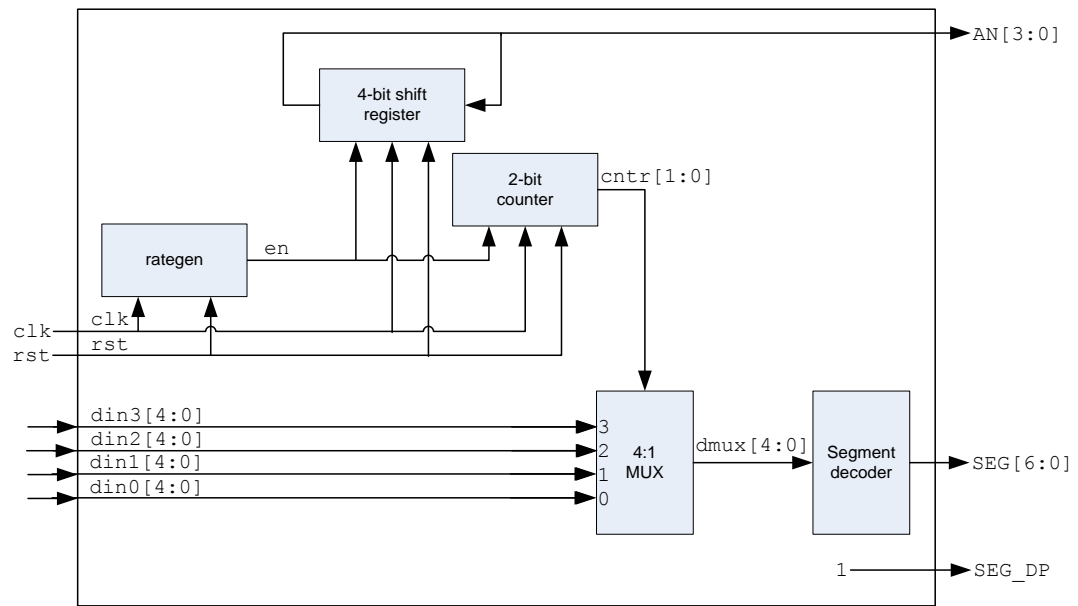 AN[3:0]
4-bit shift
register
2-bit
counter
cntr[1:0]
rategen
en
clk
clk
rst
rst
din3[4:0]
din2[4:0]
din1[4:0]
din0[4:0]
3
2
1
0
4:1
MUX
dmux[4:0]
Segment
decoder
SEG[6:0]
1
SEG_DP